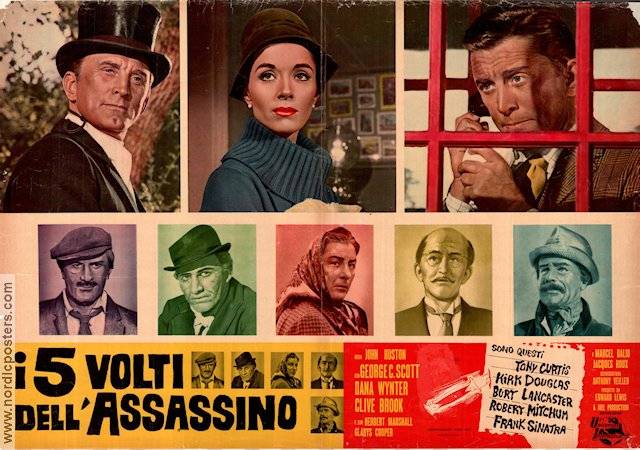 www.nordicposters.com
i 5 VOLTI
DELL'ASSASSINO
JOHN HUSTON
GEORGE C. SCOTT
DANA WYNTER
CLIVE BROOK
E CON HERBERT MARSHALL
GLADYS COOPER
SONO QUESTI
TONY CURTIS
KIRK DOUGLAS
BURT LANCASTER
ROBERT MITCHUM
FRANK SINATRA
E MARCEL DALIO
JACQUES ROUX
ANTHONY VEILLER
EDWARD LEWIS